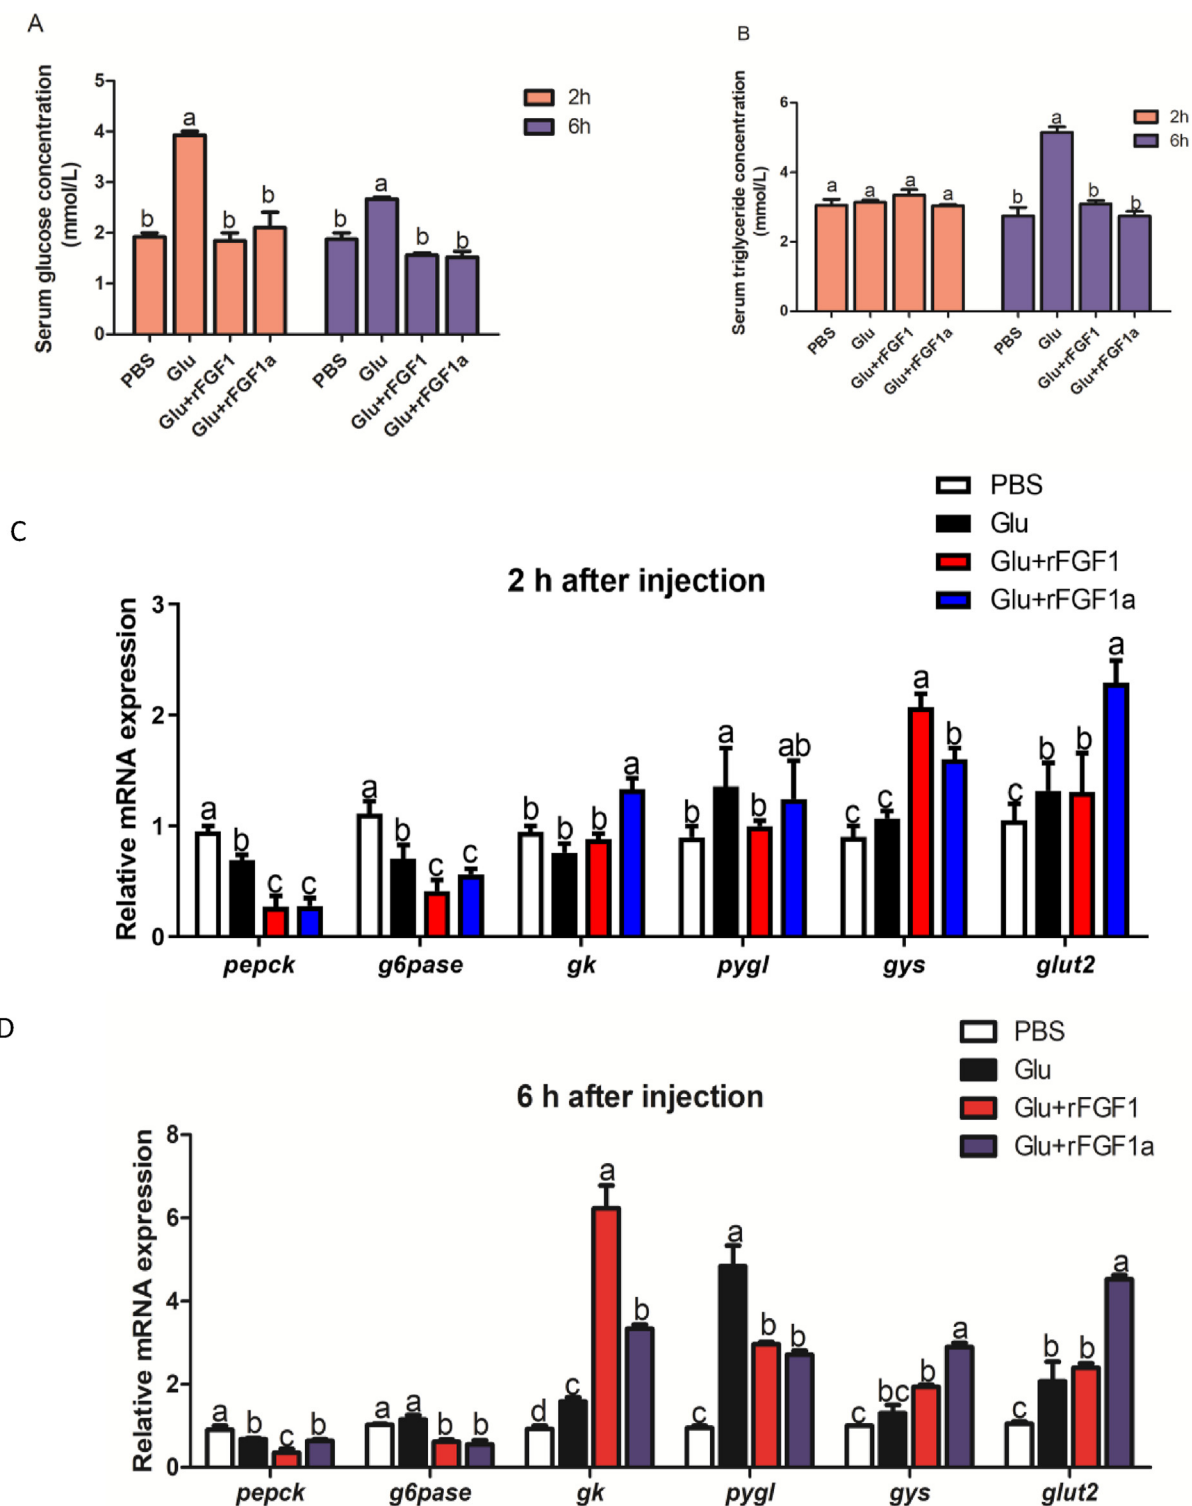 A
Serum glucose concentration
(mmol/L)
5
4
3
2
1
0
a
b
b
b
a
b
b
b
2h
6h
PBS
Glu
Glu+rFGF1
Glu+rFGF1a
PBS
Glu
Glu+rFGF1
Glu+rFGF1a
B
Serum triglyceride concentration
(mmol/L)
6
4
2
0
a
a
a
a
b
a
b
b
2h
6h
PBS
Glu
Glu+rFGF1
Glu+rFGF1a
PBS
Glu
Glu+rFGF1
Glu+rFGF1a
C
PBS
Glu
Glu+rFGF1
Glu+rFGF1a
2 h after injection
Relative mRNA expression
3
2
1
0
a b c c
a b c c
b b b a
b a b ab
c c a b
c b b a
pepck g6pase gk pygl gys glut2
D
PBS
Glu
Glu+rFGF1
Glu+rFGF1a
6 h after injection
Relative mRNA expression
8
6
4
2
0
a b c b
a a b b
d c a b
c a b b
c bc b a
c b b a
pepck g6pase gk pygl gys glut2